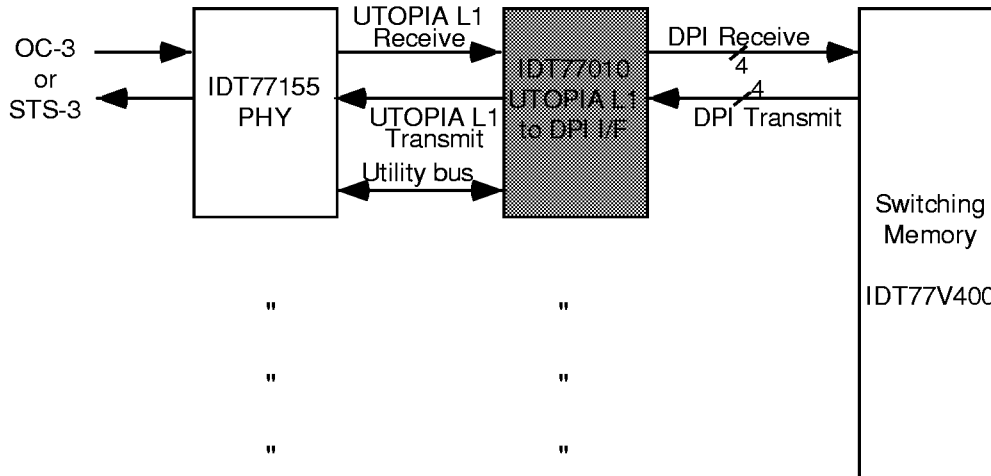 OC-3
or
STS-3
IDT77155
PHY
UTOPIA L1
Receive
UTOPIA L1
Transmit
Utility bus
IDT77010
UTOPIA L1
to DPI I/F
DPI Receive
4
4
DPI Transmit
Switching
Memory
IDT77V400
"
"
"
"
"
"